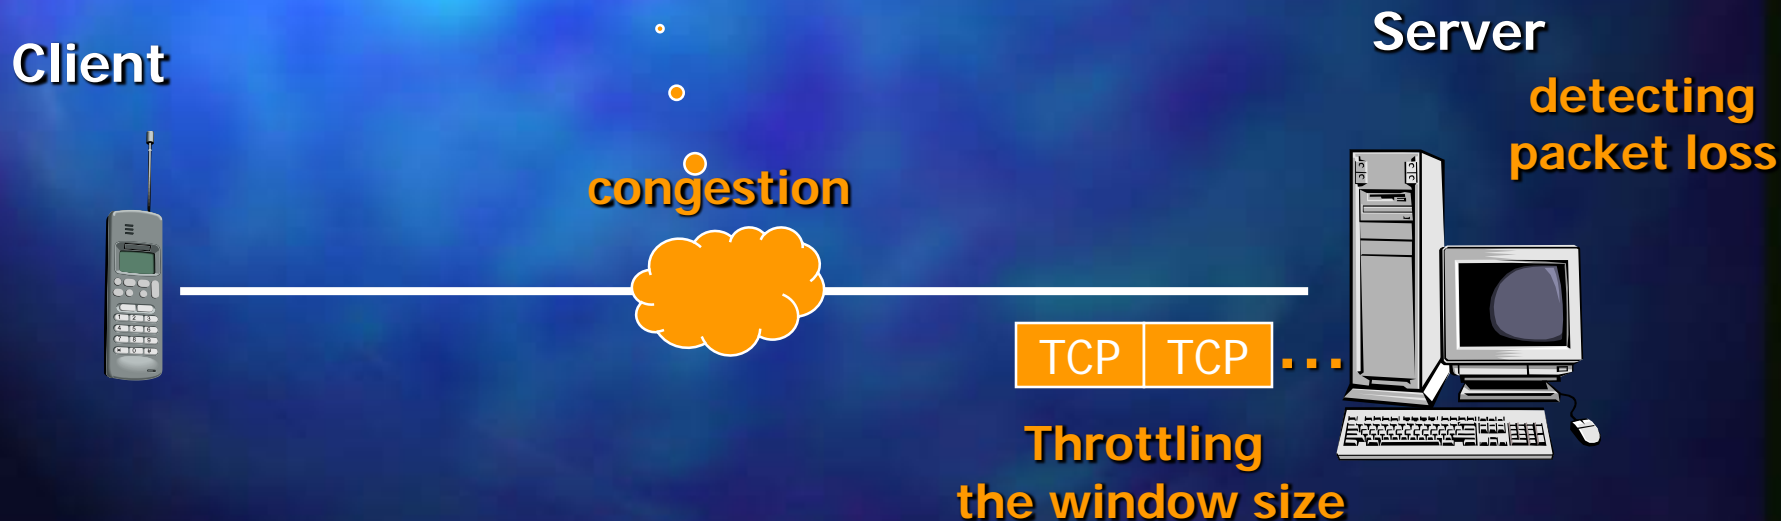 Client
Server
detecting
packet loss
congestion
TCP TCP ...
Throttling
the window size